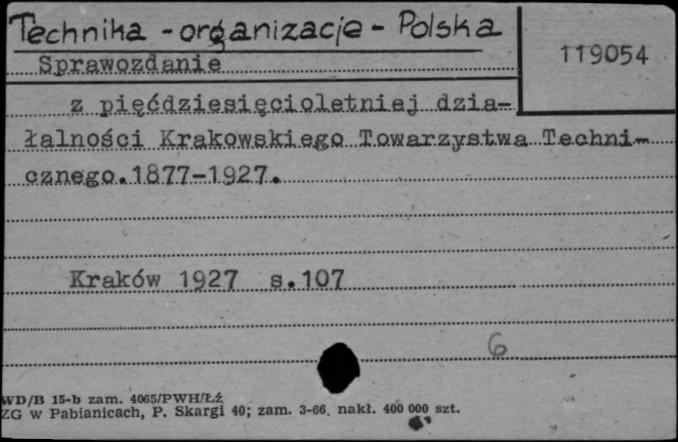 Technika - organizacje - Polska
119054
Sprawozdanie
z pięćdziesięcioletniej dzia-
łalności Krakowskiego Towarzystwa Techni-
cznego.1877-1927.
Kraków 1927 s.107
6
WD/B 15-b zam. 4065/PWH/Łź
ZG w Pabianicach, P. Skargi 40; zam. 3-66. nakł. 400 000 szt.